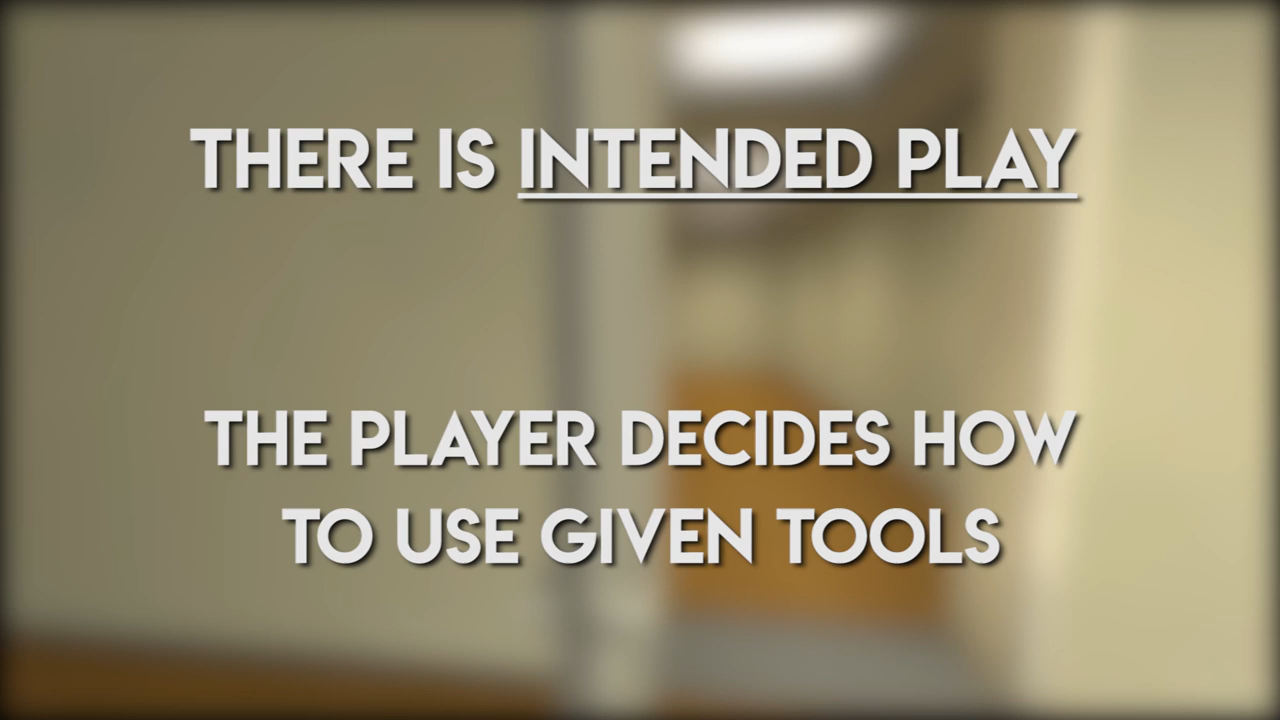 THERE IS INTENDED PLAY
THE PLAYER DECIDES HOW
TO USE GIVEN TOOLS